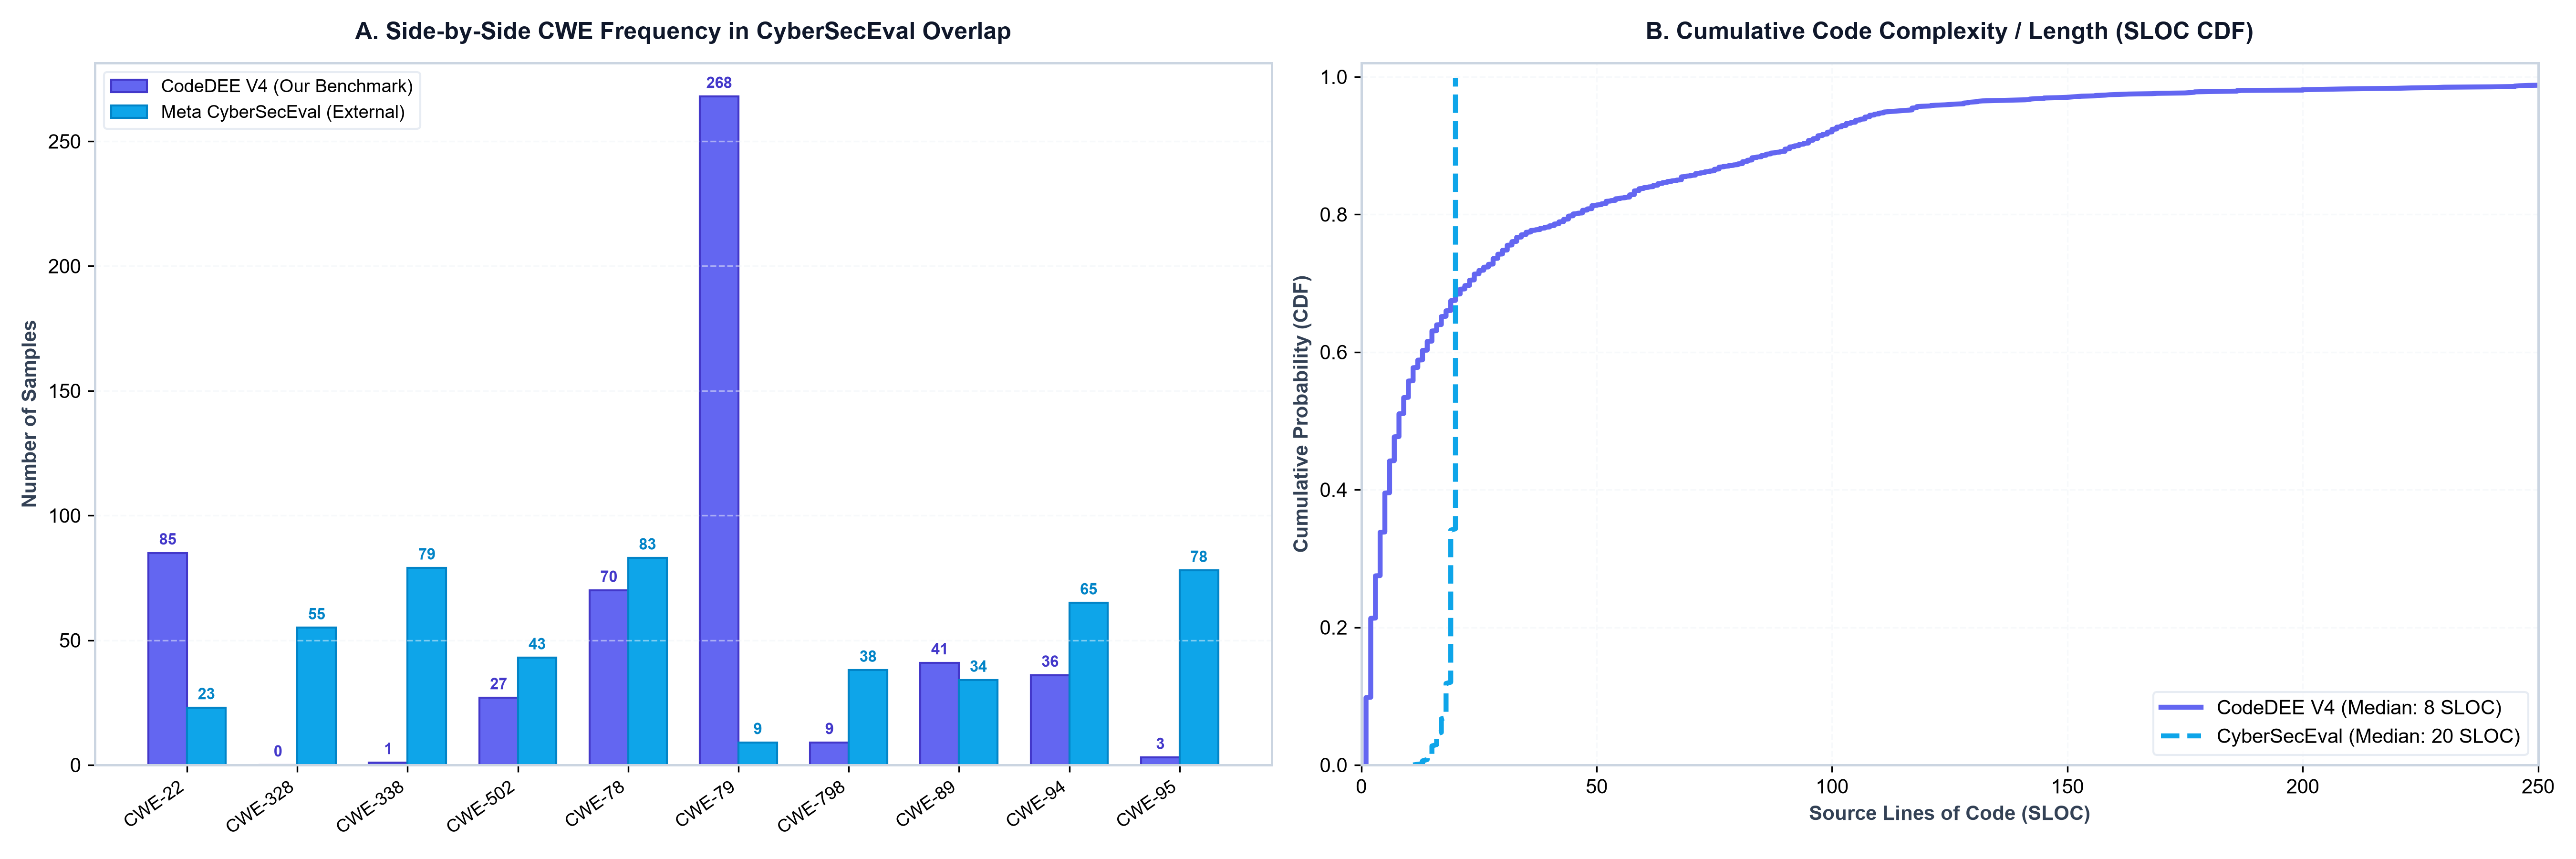 A. Side-by-Side CWE Frequency in CyberSecEval Overlap
CodeDEE V4 (Our Benchmark)
Meta CyberSecEval (External)
Number of Samples
250
200
150
100
50
0
85
23
0
55
1
79
27
43
70
83
268
9
9
38
41
34
36
65
3
78
CWE-22
CWE-328
CWE-338
CWE-502
CWE-78
CWE-79
CWE-798
CWE-89
CWE-94
CWE-95
B. Cumulative Code Complexity / Length (SLOC CDF)
Cumulative Probability (CDF)
1.0
0.8
0.6
0.4
0.2
0.0
CodeDEE V4 (Median: 8 SLOC)
CyberSecEval (Median: 20 SLOC)
0
50
100
150
200
250
Source Lines of Code (SLOC)